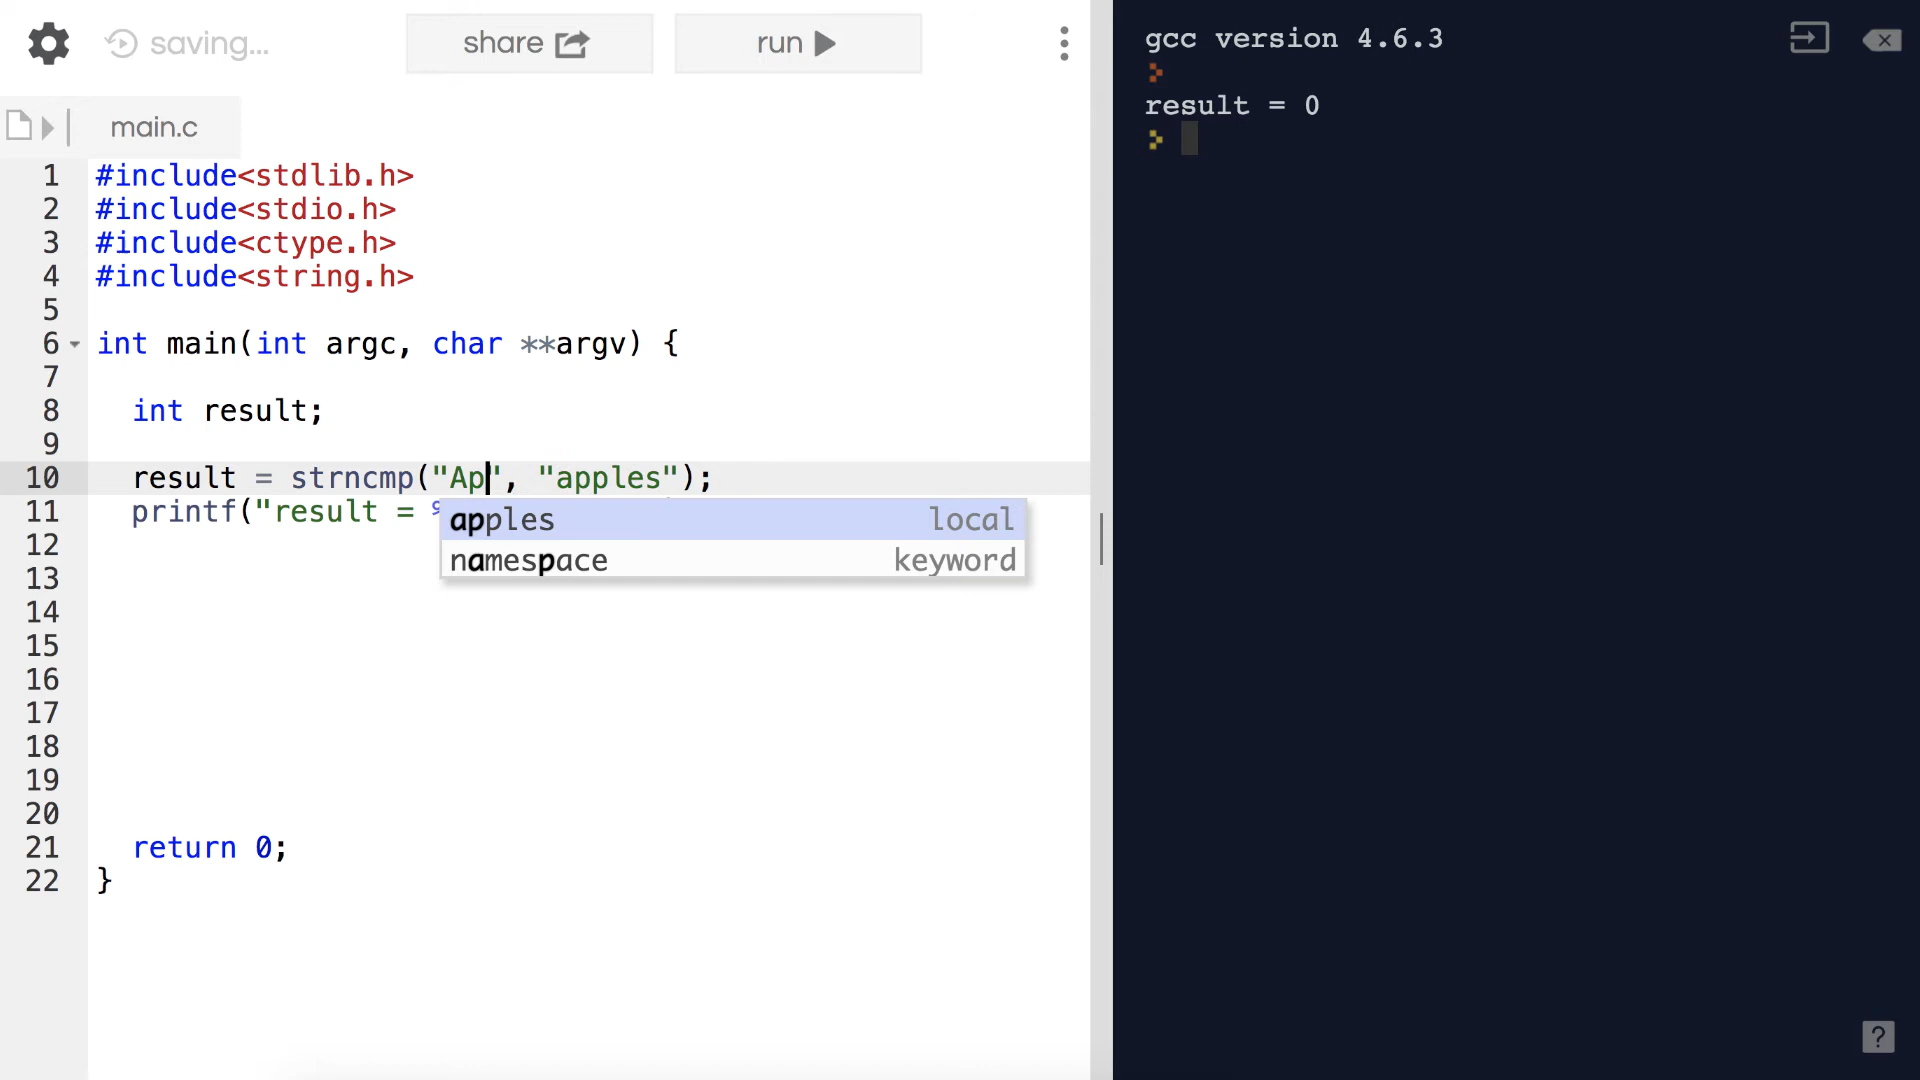 saving...
share
run
main.c
1 #include<stdlib.h>
2 #include<stdio.h>
3 #include<ctype.h>
4 #include<string.h>
5
6 int main(int argc, char **argv) {
7
8 int result;
9
10 result = strncmp("Ap", "apples");
11 printf("result =
apples local
namespace keyword
12
13
14
15
16
17
18
19
20
21 return 0;
22 }
gcc version 4.6.3
>
result = 0
>
?